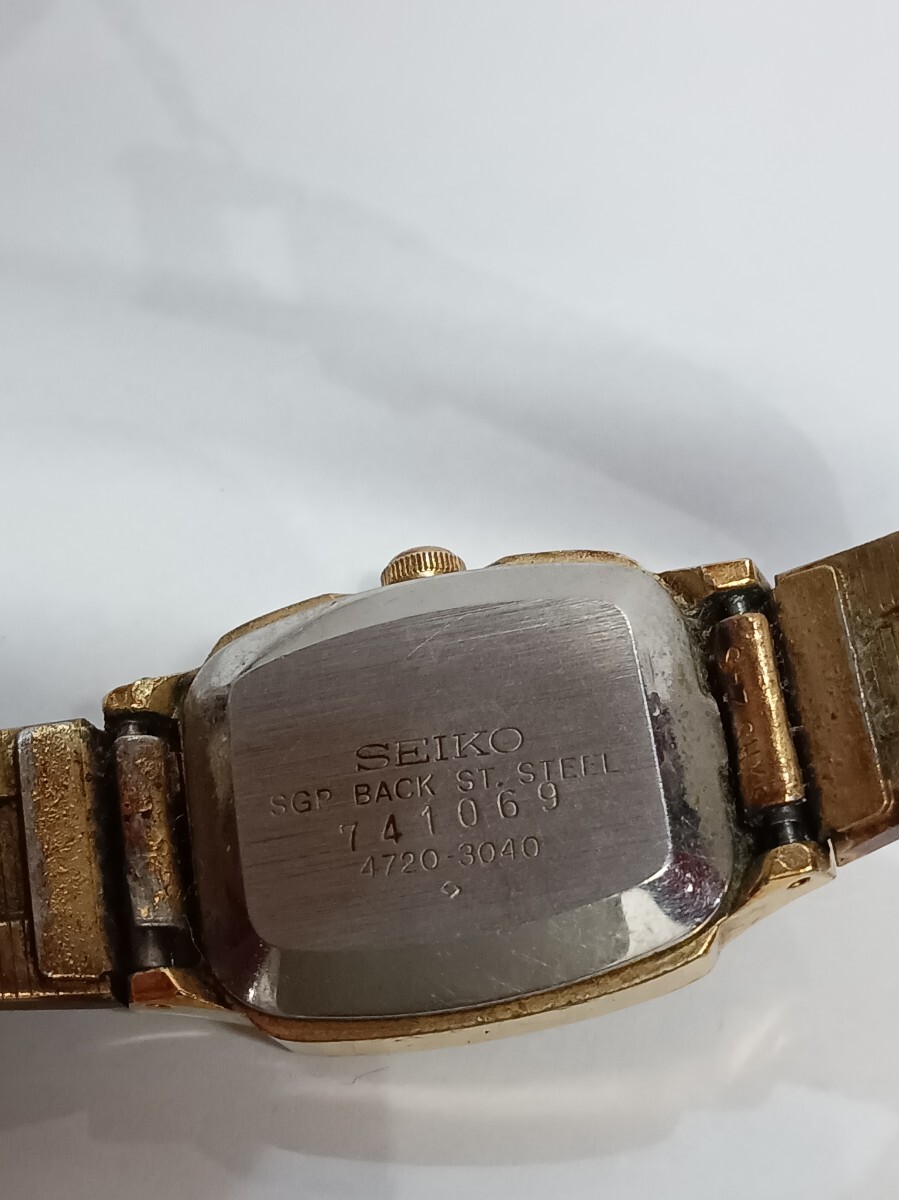 SEIKO
SGP BACK ST. STEEL
741069
4720-3040